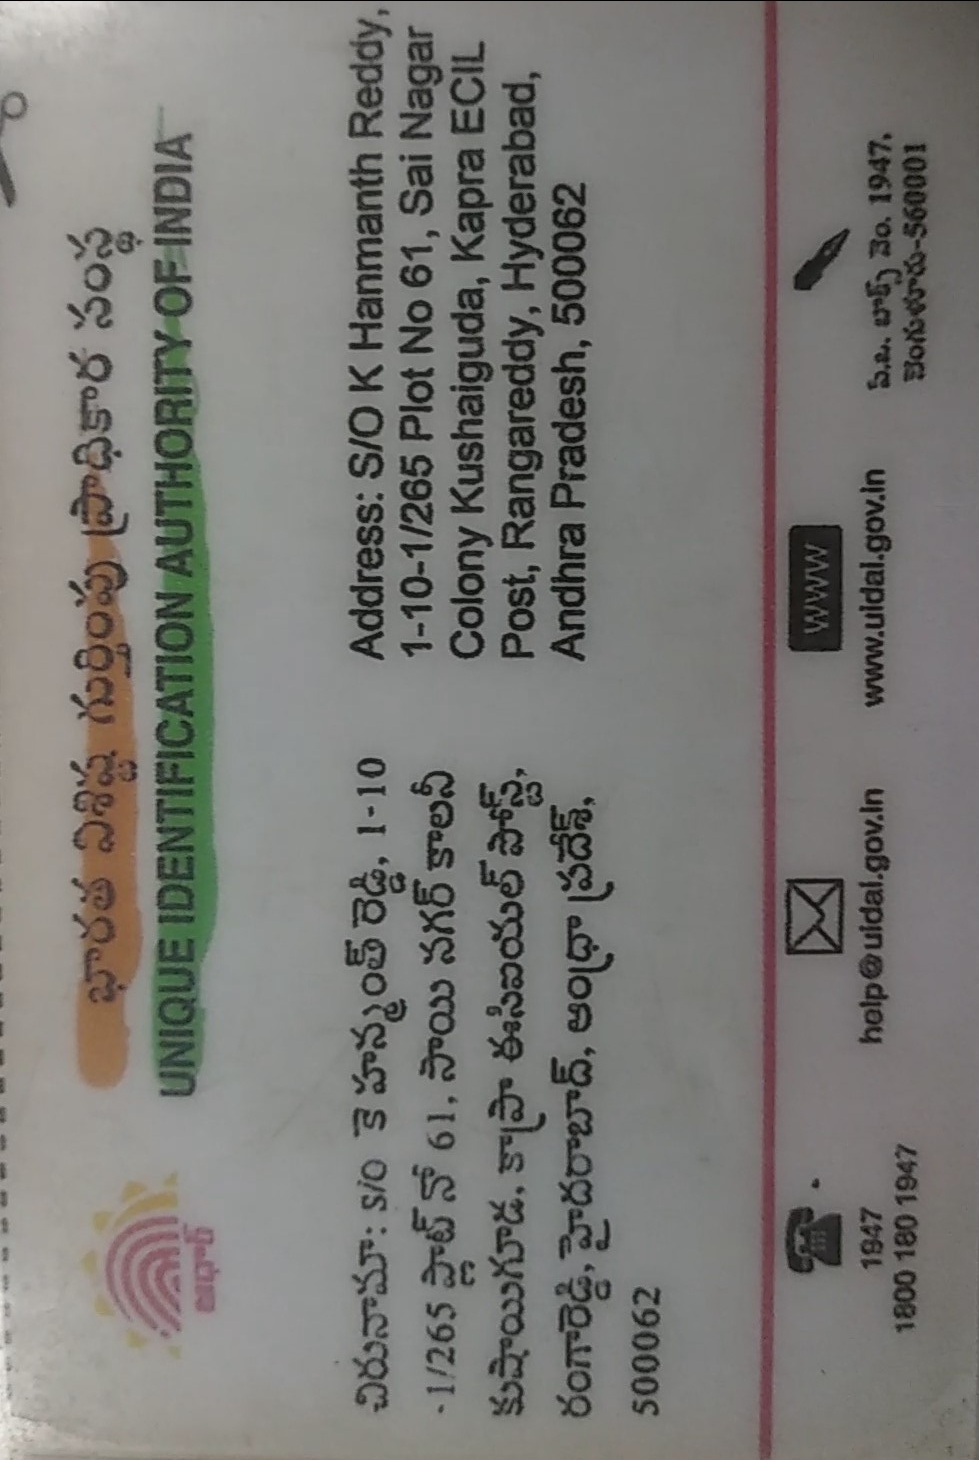 భారత విశిష్ట గుర్తింపు ప్రాధికార సంస్థ
UNIQUE IDENTIFICATION AUTHORITY OF INDIA
ఆధార్
చిరునామా: S/O కె హన్మంత్ రెడ్డి, 1-10
-1/265 ప్లాట్ నో 61, సాయి నగర్ కాలనీ
కుషాయిగూడ, కాప్రా ఈసిఐయల్ పోస్ట్,
రంగారెడ్డి, హైదరాబాద్, ఆంధ్రా ప్రదేశ్,
500062
Address: S/O K Hanmanth Reddy,
1-10-1/265 Plot No 61, Sai Nagar
Colony Kushaiguda, Kapra ECIL
Post, Rangareddy, Hyderabad,
Andhra Pradesh, 500062
1947
1800 180 1947
help@uidai.gov.in
WWW
www.uidai.gov.in
పి.బి. బాక్స్ నెం. 1947,
బెంగుళూరు-560001